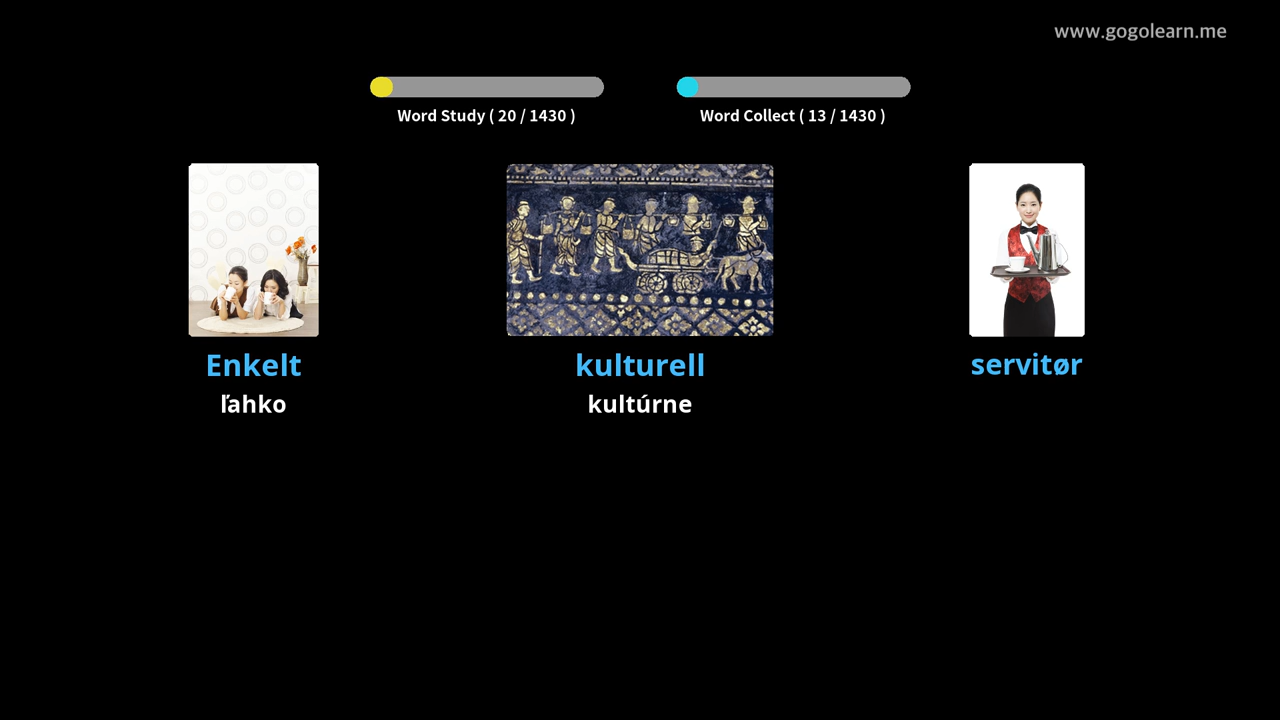 www.gogolearn.me
Word Study ( 20 / 1430 )
Word Collect ( 13 / 1430 )
Enkelt
ľahko
kulturell
kultúrne
servitør